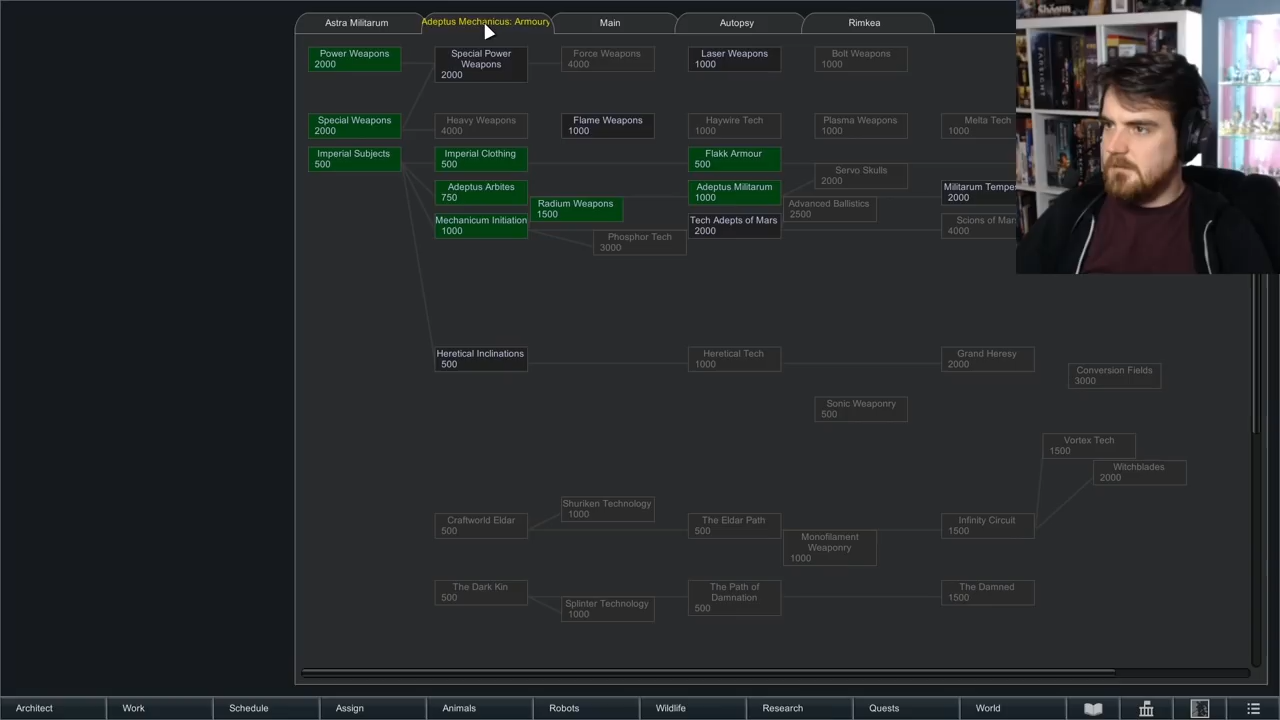 Astra Militarum
Adeptus Mechanicus: Armoury
Main
Autopsy
Rimkea
Power Weapons
2000
Special Power
Weapons
2000
Force Weapons
4000
Laser Weapons
1000
Bolt Weapons
1000
Special Weapons
2000
Heavy Weapons
4000
Flame Weapons
1000
Haywire Tech
1000
Plasma Weapons
1000
Melta Tech
1000
Imperial Subjects
500
Imperial Clothing
500
Flakk Armour
500
Servo Skulls
2000
Adeptus Arbites
750
Radium Weapons
1500
Adeptus Militarum
1000
Advanced Ballistics
2500
Militarum Tempes
2000
Mechanicum Initiation
1000
Phosphor Tech
3000
Tech Adepts of Mars
2000
Scions of Mar
4000
Heretical Inclinations
500
Heretical Tech
1000
Grand Heresy
2000
Conversion Fields
3000
Sonic Weaponry
500
Vortex Tech
1500
Witchblades
2000
Craftworld Eldar
500
Shuriken Technology
1000
The Eldar Path
500
Monofilament
Weaponry
1000
Infinity Circuit
1500
The Dark Kin
500
Splinter Technology
1000
The Path of
Damnation
500
The Damned
1500
Architect
Work
Schedule
Assign
Animals
Robots
Wildlife
Research
Quests
World
FARSIGHT